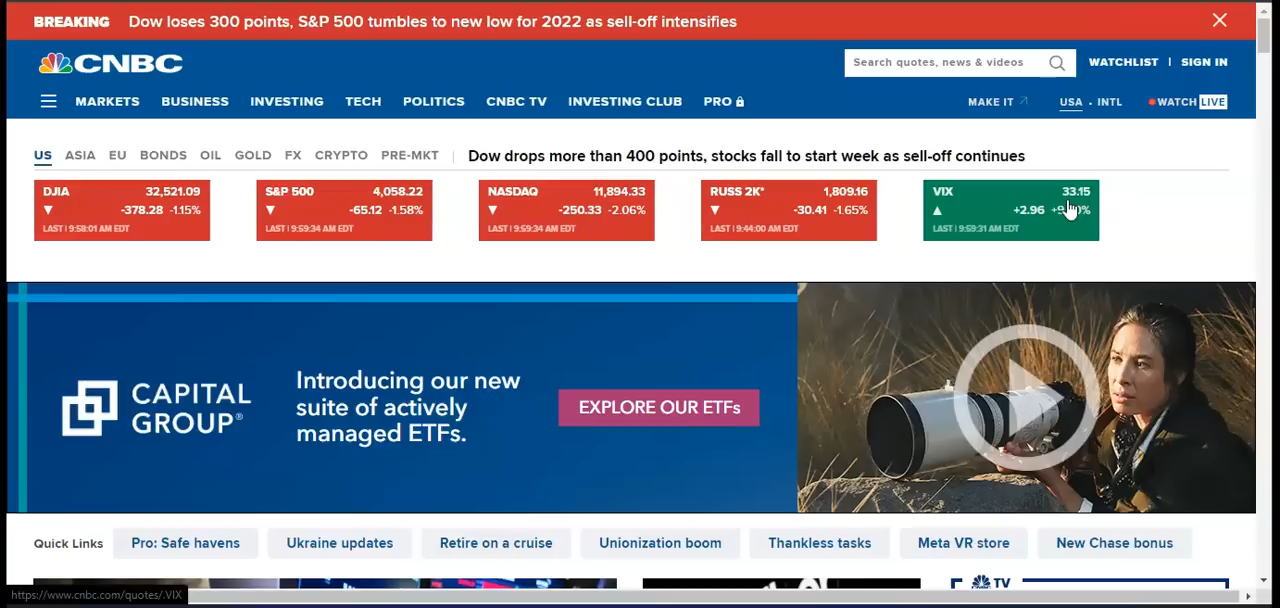 BREAKING Dow loses 300 points, S&P 500 tumbles to new low for 2022 as sell-off intensifies
CNBC
Search quotes, news & videos
WATCHLIST | SIGN IN
MARKETS BUSINESS INVESTING TECH POLITICS CNBC TV INVESTING CLUB PRO
MAKE IT USA • INTL WATCH LIVE
US ASIA EU BONDS OIL GOLD FX CRYPTO PRE-MKT
Dow drops more than 400 points, stocks fall to start week as sell-off continues
DJIA 32,521.09
▼ -378.28 -1.15%
LAST | 9:58:01 AM EDT
S&P 500 4,058.22
▼ -65.12 -1.58%
LAST | 9:59:34 AM EDT
NASDAQ 11,894.33
▼ -250.33 -2.06%
LAST | 9:59:34 AM EDT
RUSS 2K* 1,809.16
▼ -30.41 -1.65%
LAST | 9:44:00 AM EDT
VIX 33.15
▲ +2.96
LAST | 9:59:31 AM EDT
CAPITAL
GROUP®
Introducing our new
suite of actively
managed ETFs.
EXPLORE OUR ETFs
Quick Links
Pro: Safe havens
Ukraine updates
Retire on a cruise
Unionization boom
Thankless tasks
Meta VR store
New Chase bonus
TV
https://www.cnbc.com/quotes/.VIX